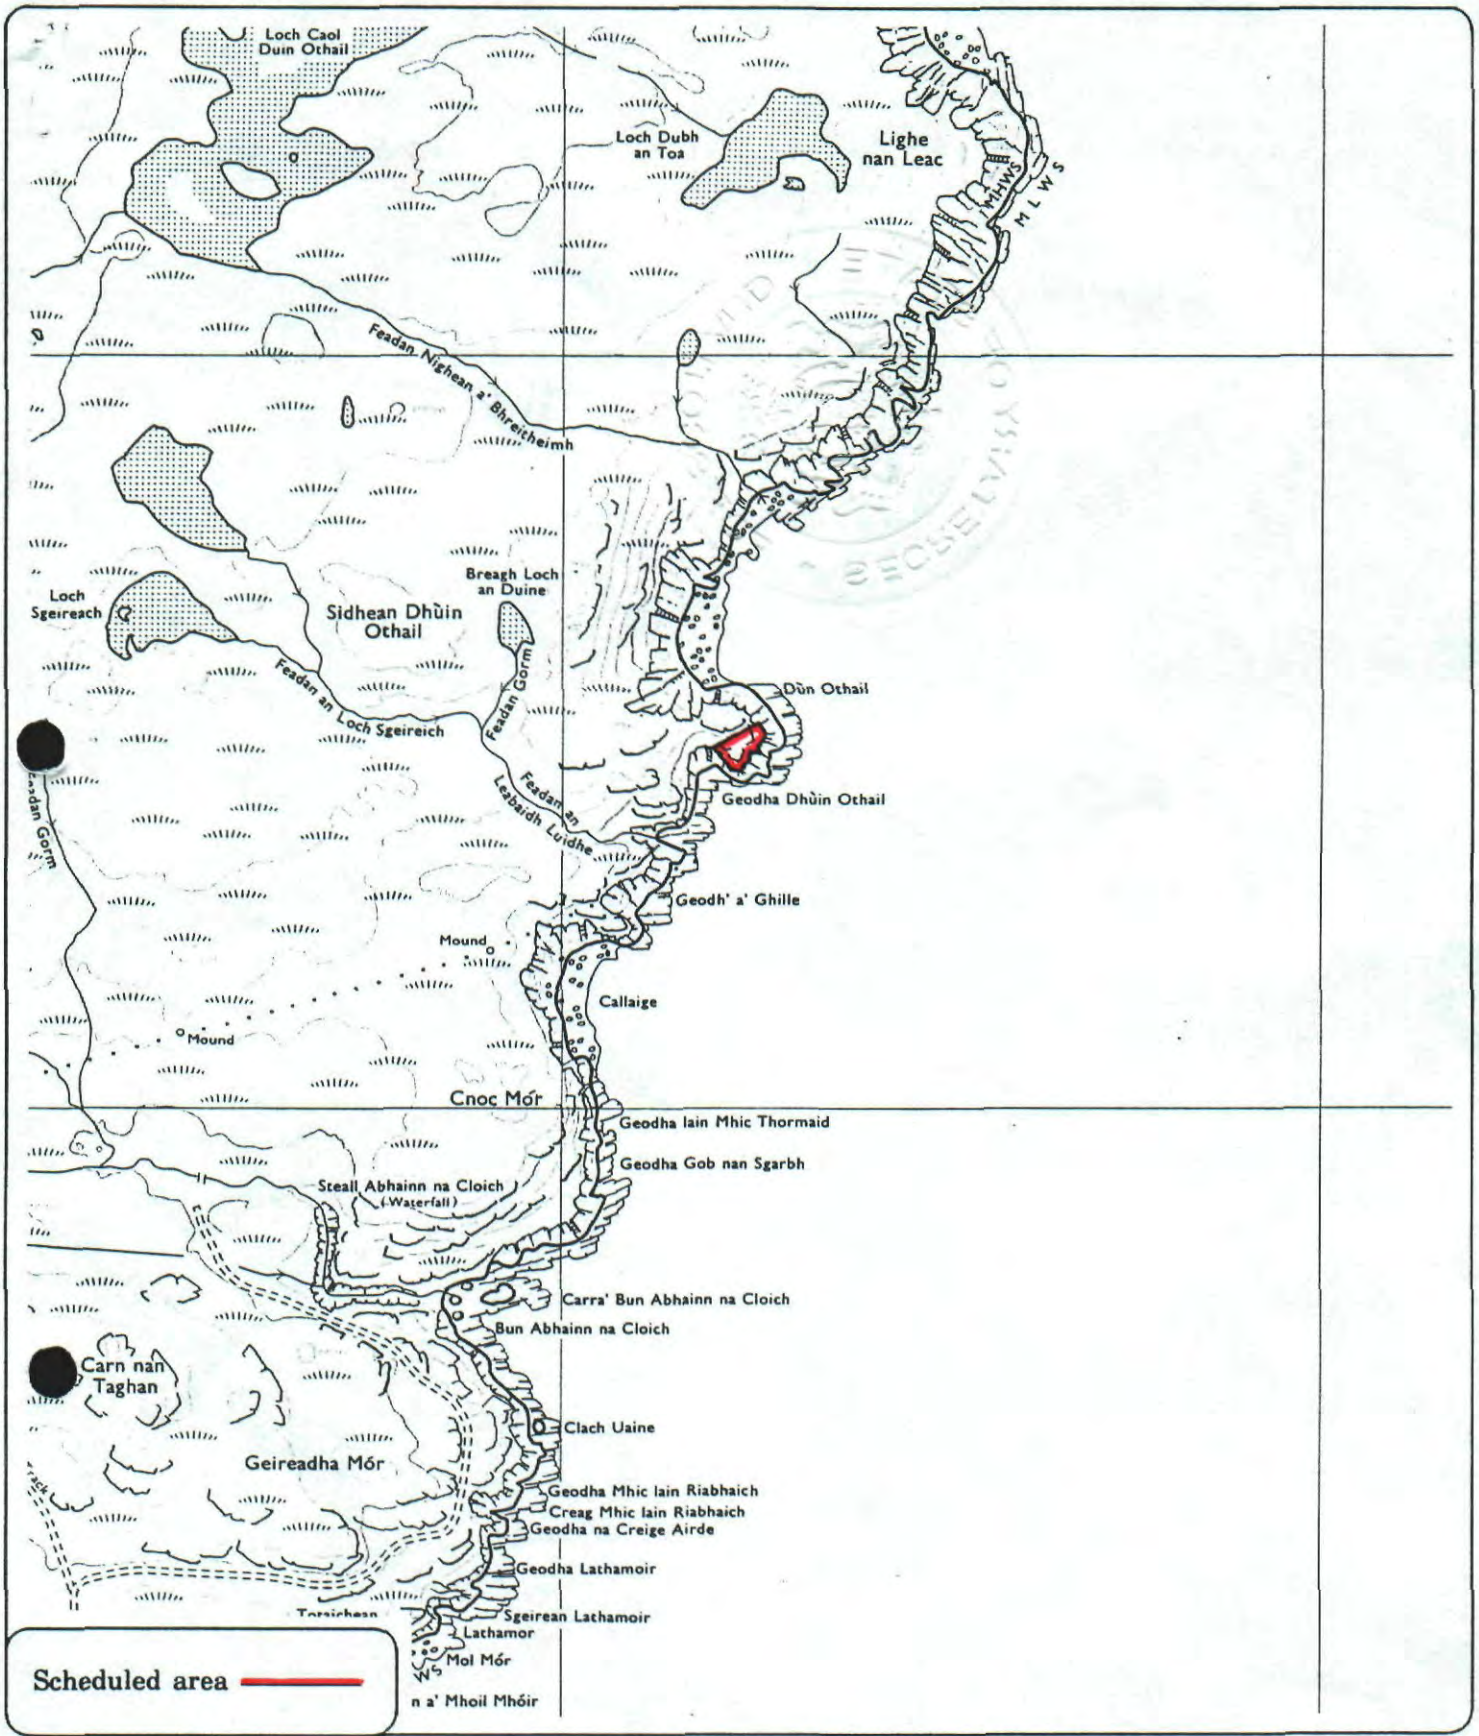 Loch Caol
Duin Othail
Loch Dubh
an Toa
Lighe
nan Leac
MHWS
MLWS
Feadan Nighean a' Bhreitheimh
Breagh Loch
an Duine
Loch
Sgeireach
Sidhean Dhùin
Othail
Feadan Gorm
Feadan an Loch Sgeireich
Dùn Othail
Geodha Dhùin Othail
Feadan an
Leabaidh Luidhe
Gorm
Geodh' a' Ghille
Mound
Callaige
Mound
Cnoc Mór
Geodha Iain Mhic Thormaid
Geodha Gob nan Sgarbh
Steall Abhainn na Cloich
(Waterfall)
Carra' Bun Abhainn na Cloich
Bun Abhainn na Cloich
Carn nan
Taghan
Clach Uaine
Geireadha Mór
Geodha Mhic Iain Riabhaich
Creag Mhic Iain Riabhaich
Geodha na Creige Airde
Geodha Lathamoir
Sgeirean Lathamoir
Lathamor
Mol Mór
WS
n a' Mhoil Mhóir
Scheduled area
SECRETARY OF